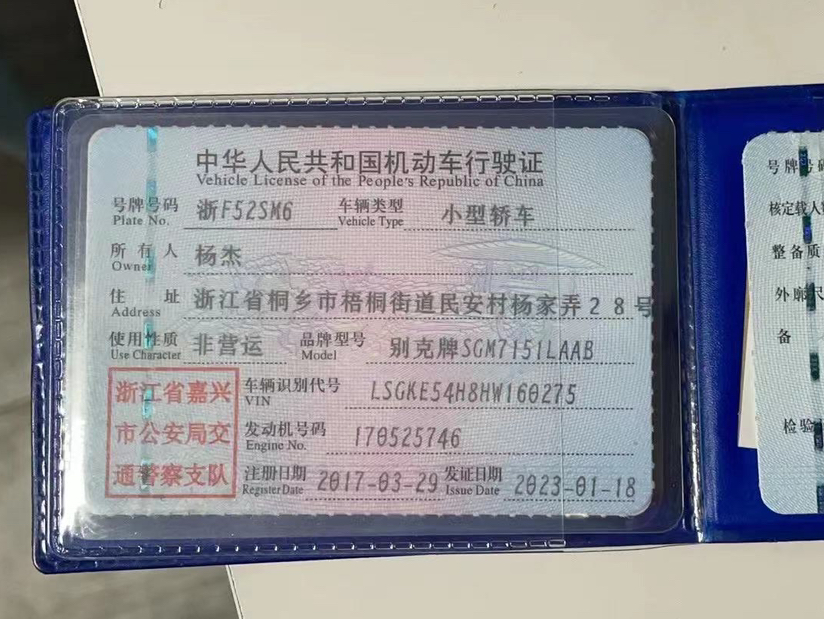 中华人民共和国机动车行驶证
Vehicle License of the People's Republic of China
号牌号码 浙F52SM6 车辆类型 小型轿车
Plate No. Vehicle Type
所有人 杨杰
Owner
住址 浙江省桐乡市梧桐街道民安村杨家弄28号
Address
使用性质 非营运 品牌型号 别克牌SGM7151LAAB
Use Character Model
浙江省嘉兴
市公安局交
通警察支队
车辆识别代号 LSGKE54H8HW160275
VIN
发动机号码 170525746
Engine No.
注册日期 2017-03-29 发证日期 2023-01-18
Register Date Issue Date
号牌号
核定载人
整备质
外廓尺
备
检验